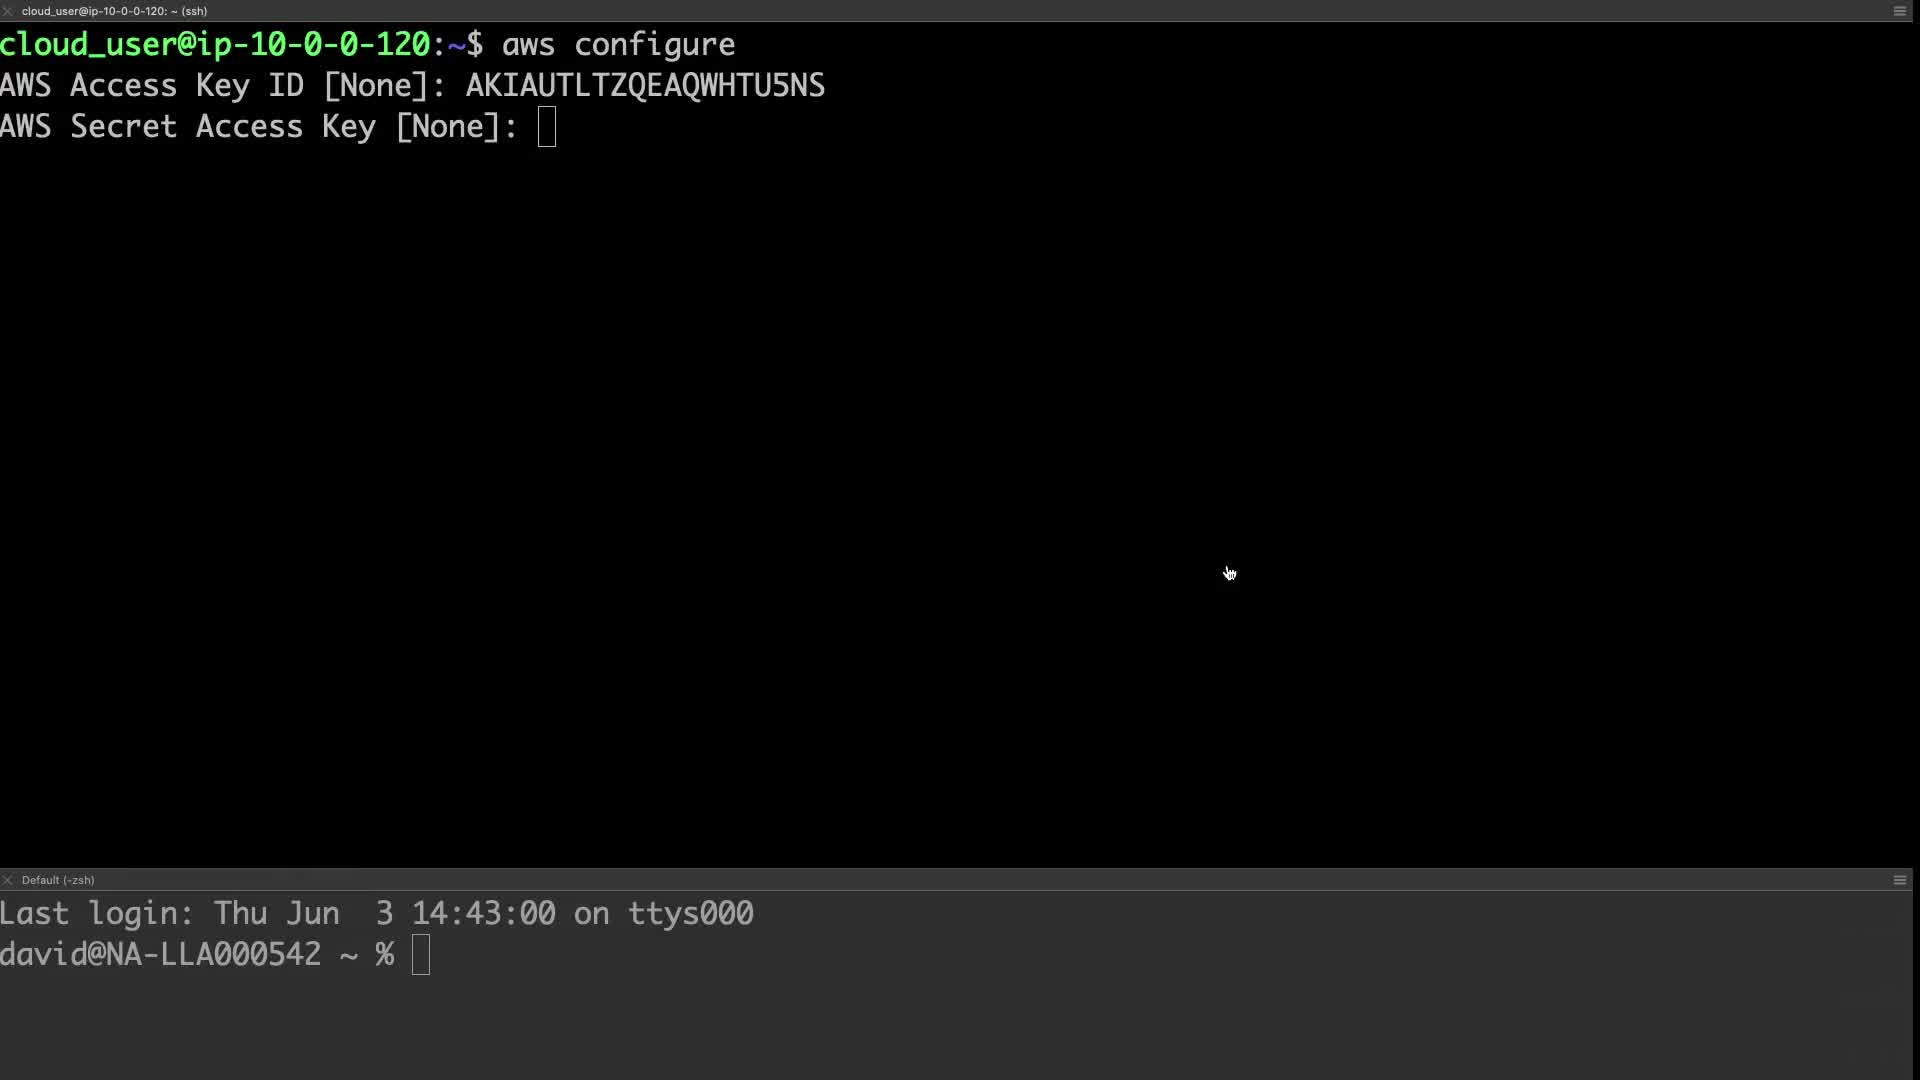 cloud_user@ip-10-0-0-120: ~ (ssh)
cloud_user@ip-10-0-0-120:~$ aws configure
AWS Access Key ID [None]: AKIAUTLTZQEAQWHTU5NS
AWS Secret Access Key [None]:
Default (-zsh)
Last login: Thu Jun  3 14:43:00 on ttys000
david@NA-LLA000542 ~ %